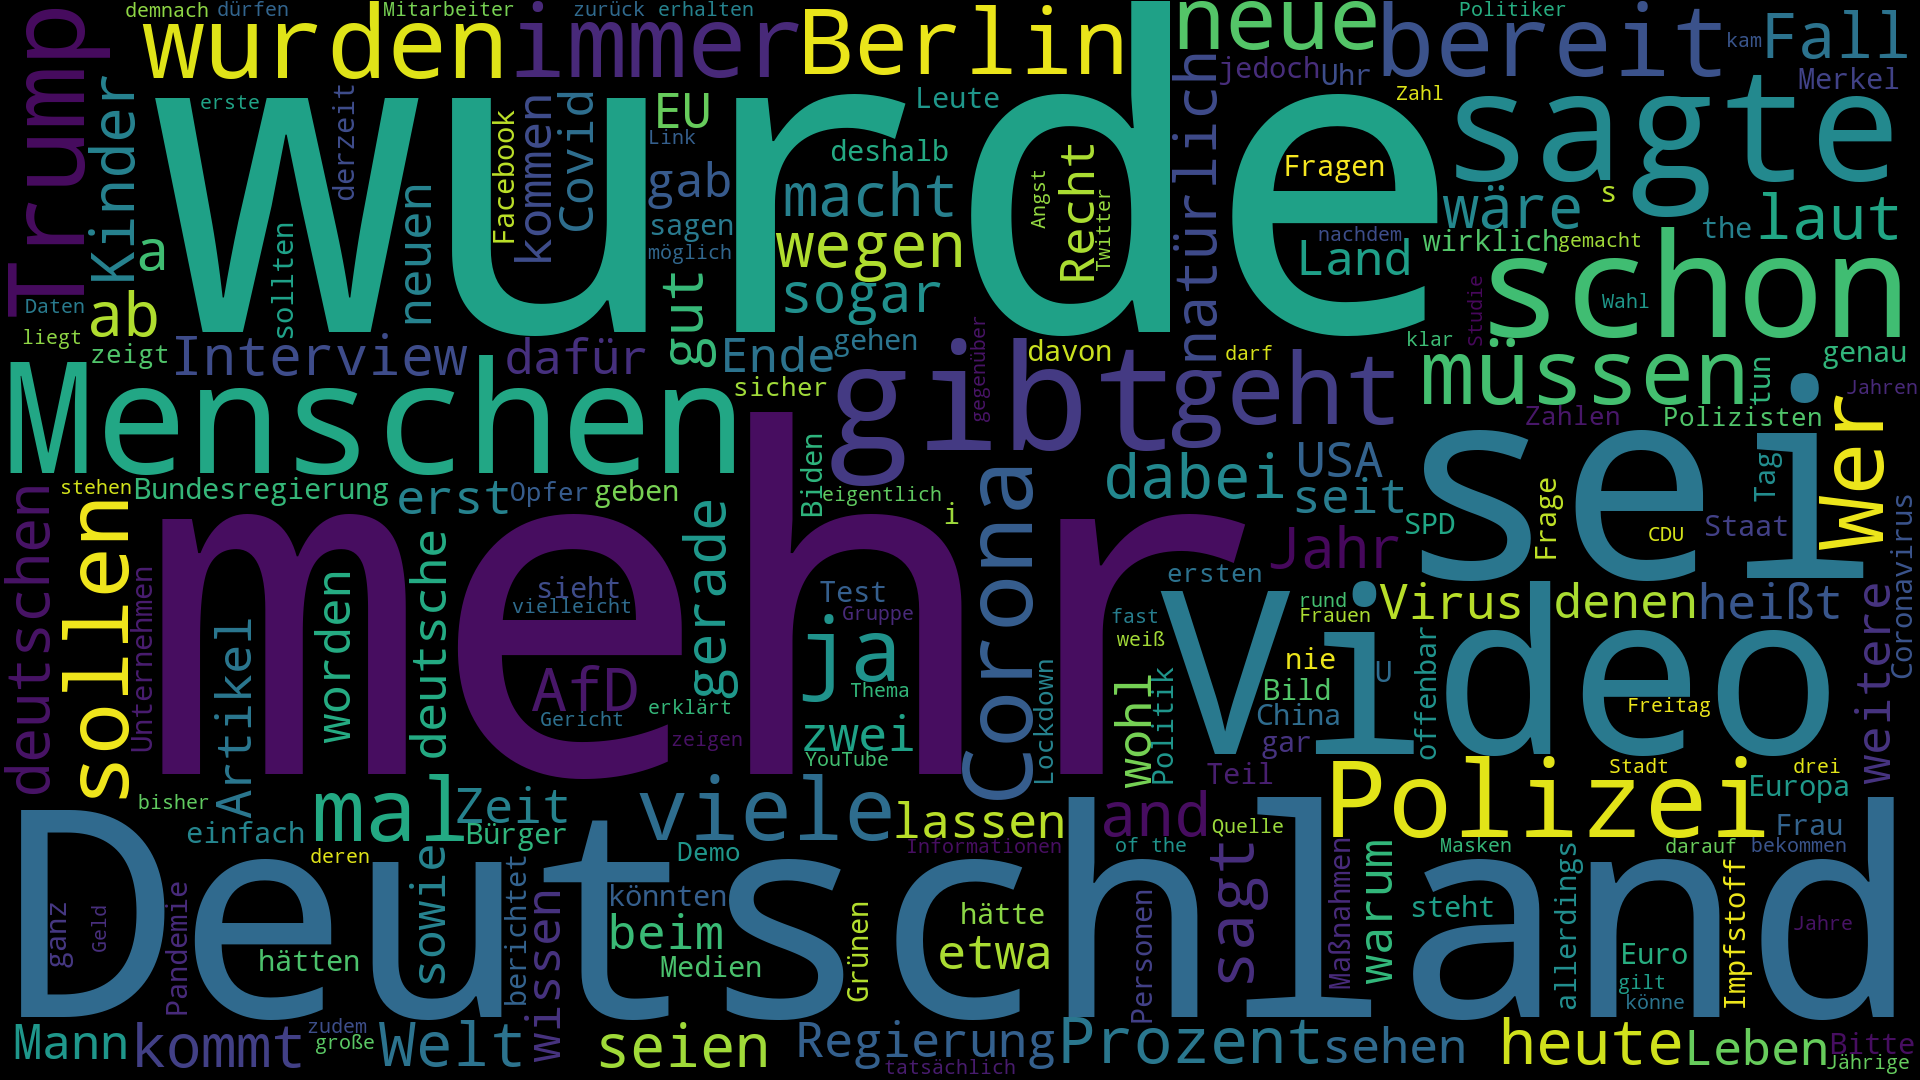 demnach
dürfen
Mitarbeiter
zurück erhalten
Politiker
Trump
wurden
immer
Berlin
neue
bereit
kam
Fall
Kinder
erste
derzeit
Facebook
kommen
Covid
EU
Link
Leute
jedoch
Uhr
Zahl
Merkel
wurde
gab
deshalb
macht
Angst
Recht
Twitter
natürlich
Fragen
sagte
wäre
s
the
laut
a
sollten
neuen
sagen
möglich
wegen
Land
nachdem
wirklich
gemacht
schon
Daten
ab
gut
sogar
Wahl
Studie
liegt
zeigt
Interview
dafür
Ende
gehen
gegenüber
davon
darf
klar
genau
Menschen
sicher
gibt
geht
müssen
tun
Jahren
Zahlen
Polizisten
stehen
Bundesregierung
erst
Opfer
geben
Biden
eigentlich
i
Corona
dabei
USA
seit
SPD
sei
Tag
Wer
deutschen
sollen
gerade
Jahr
Frage
CDU
Staat
Coronavirus
Unternehmen
mehr
worden
deutsche
sieht
vielleicht
Test
Gruppe
ersten
Virus
denen
heißt
rund
Frauen
fast
weiß
Artikel
AfD
Gericht
erklärt
zeigen
ja
Thema
zwei
YouTube
Lockdown
wohl
Politik
Video
nie
U
Bild
China
gar
offenbar
Freitag
weitere
bisher
mal
Zeit
Bürger
viele
lassen
and
Teil
Quelle
Polizei
Stadt
drei
Europa
einfach
deren
sowie
Demo
Informationen
of the
sagt
Masken
darauf
Frau
bekommen
Deutschland
ganz
Geld
Pandemie
hätten
berichtet
wissen
könnten
beim
Medien
Grünen
hätte
etwa
Personen
Maßnahmen
warum
steht
allerdings
Euro
gilt
könne
Impfstoff
Jahre
Mann
kommt
zudem
große
Welt
seien
Regierung
tatsächlich
Prozent
sehen
heute
Leben
Bitte
Jährige